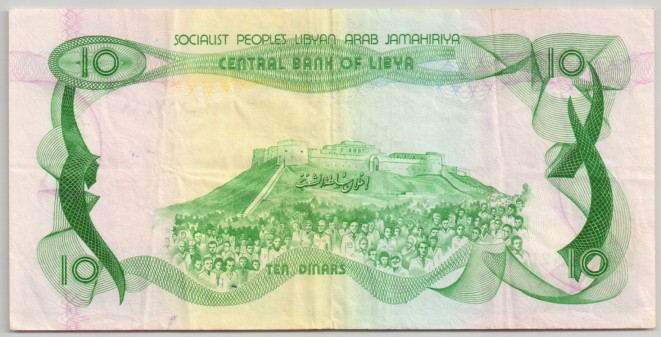 SOCIALIST PEOPLE'S LIBYAN ARAB JAMAHIRIYA
10 CENTRAL BANK OF LIBYA 10
10 TEN DINARS 10